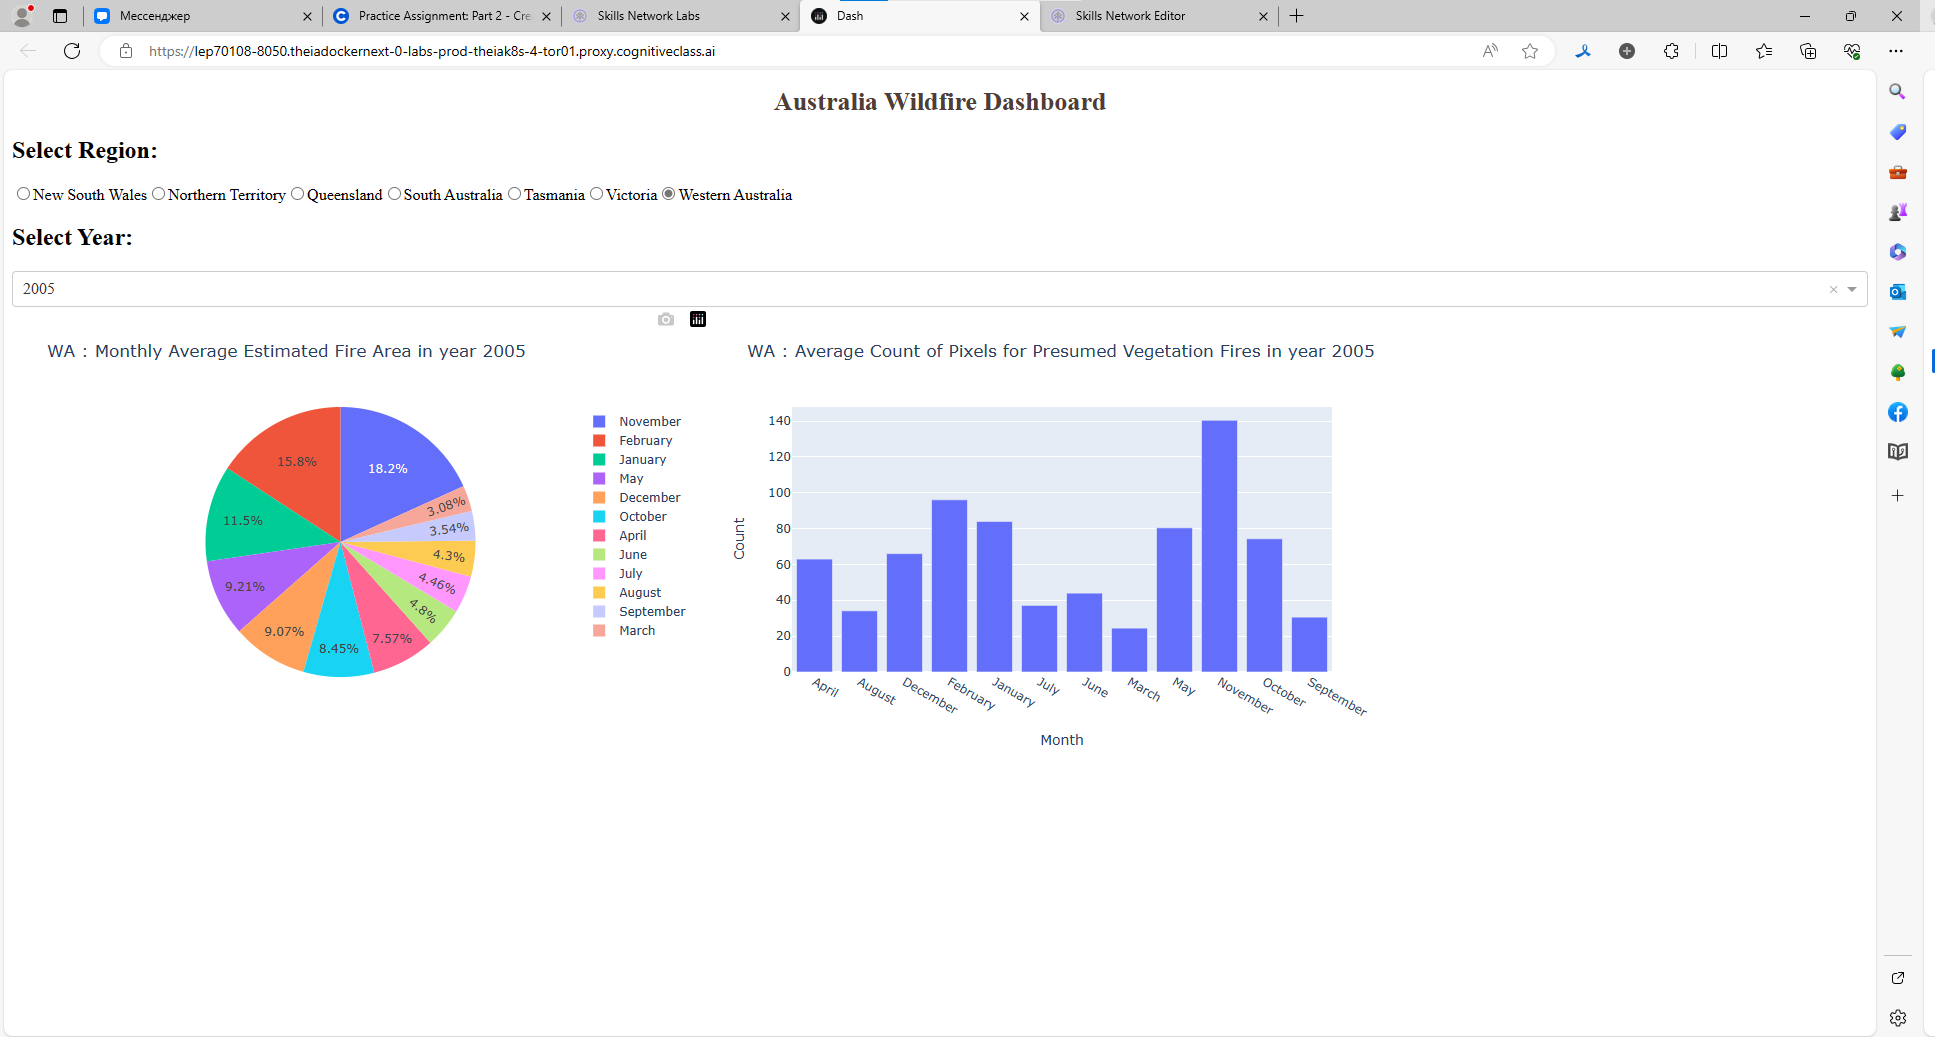 Мессенджер
Practice Assignment: Part 2 - Cre
Skills Network Labs
Dash
Skills Network Editor
https://lep70108-8050.theiadockernext-0-labs-prod-theiak8s-4-tor01.proxy.cognitiveclass.ai
Australia Wildfire Dashboard
Select Region:
New South Wales Northern Territory Queensland South Australia Tasmania Victoria Western Australia
Select Year:
2005
WA : Monthly Average Estimated Fire Area in year 2005
18.2%
15.8%
11.5%
9.21%
9.07%
8.45%
7.57%
4.8%
4.46%
4.3%
3.54%
3.08%
November
February
January
May
December
October
April
June
July
August
September
March
WA : Average Count of Pixels for Presumed Vegetation Fires in year 2005
Count
140
120
100
80
60
40
20
0
April
August
December
February
January
July
June
March
May
November
October
September
Month